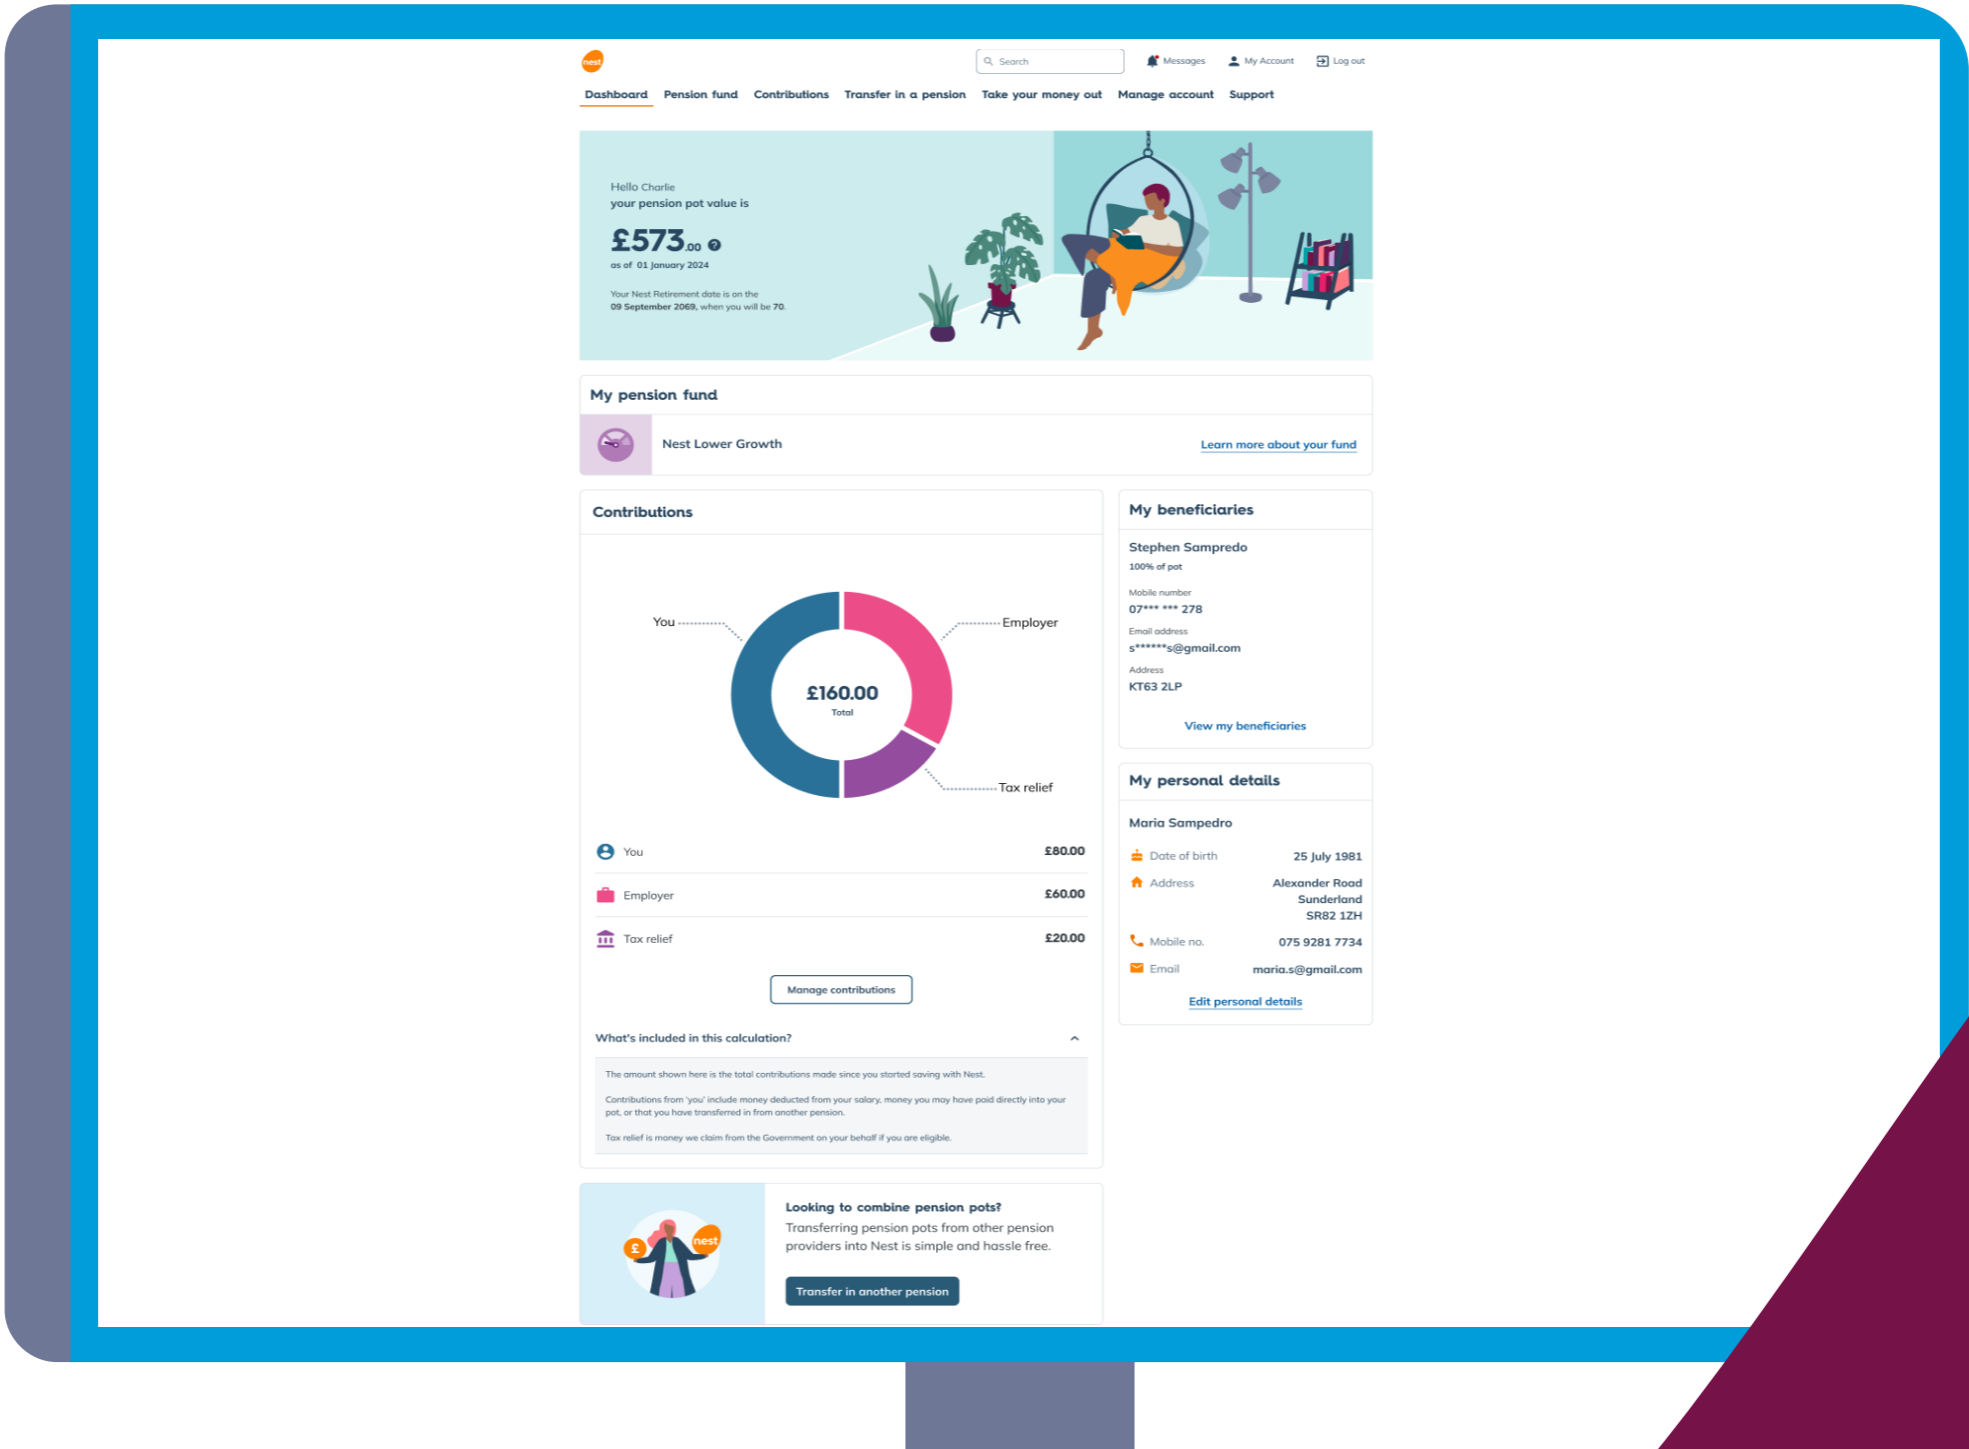 nest
Search
Messages
My Account
Log out
Dashboard
Pension fund
Contributions
Transfer in a pension
Take your money out
Manage account
Support
Hello Charlie
your pension pot value is
£573.00
as of 01 January 2024
Your Nest Retirement date is on the
09 September 2069, when you will be 70.
My pension fund
Nest Lower Growth
Learn more about your fund
Contributions
You
Employer
£160.00
Total
Tax relief
You £80.00
Employer £60.00
Tax relief £20.00
Manage contributions
What's included in this calculation?
The amount shown here is the total contributions made since you started saving with Nest.
Contributions from 'you' include money deducted from your salary, money you may have paid directly into your
pot, or that you have transferred in from another pension.
Tax relief is money we claim from the Government on your behalf if you are eligible.
My beneficiaries
Stephen Sampredo
100% of pot
Mobile number
07*** *** 278
Email address
s******s@gmail.com
Address
KT63 2LP
View my beneficiaries
My personal details
Maria Sampedro
Date of birth 25 July 1981
Address Alexander Road
Sunderland
SR82 1ZH
Mobile no. 075 9281 7734
Email maria.s@gmail.com
Edit personal details
£
nest
Looking to combine pension pots?
Transferring pension pots from other pension
providers into Nest is simple and hassle free.
Transfer in another pension